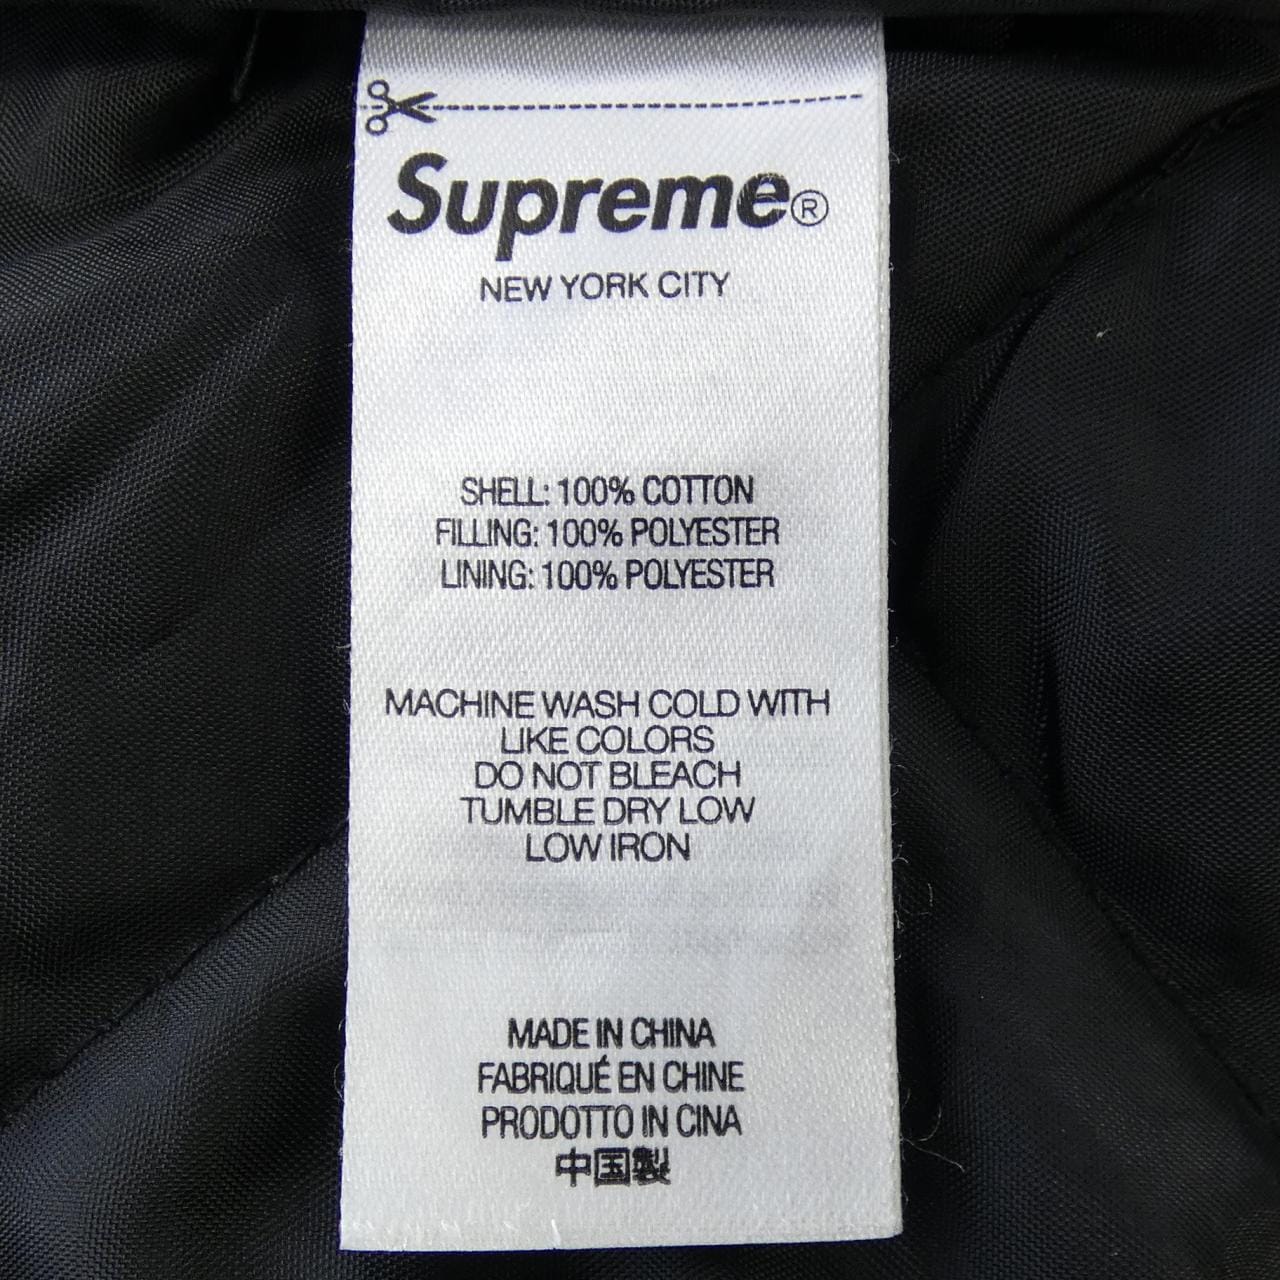 Supreme®
NEW YORK CITY
SHELL: 100% COTTON
FILLING: 100% POLYESTER
LINING: 100% POLYESTER
MACHINE WASH COLD WITH
LIKE COLORS
DO NOT BLEACH
TUMBLE DRY LOW
LOW IRON
MADE IN CHINA
FABRIQUÉ EN CHINE
PRODOTTO IN CINA
中国製